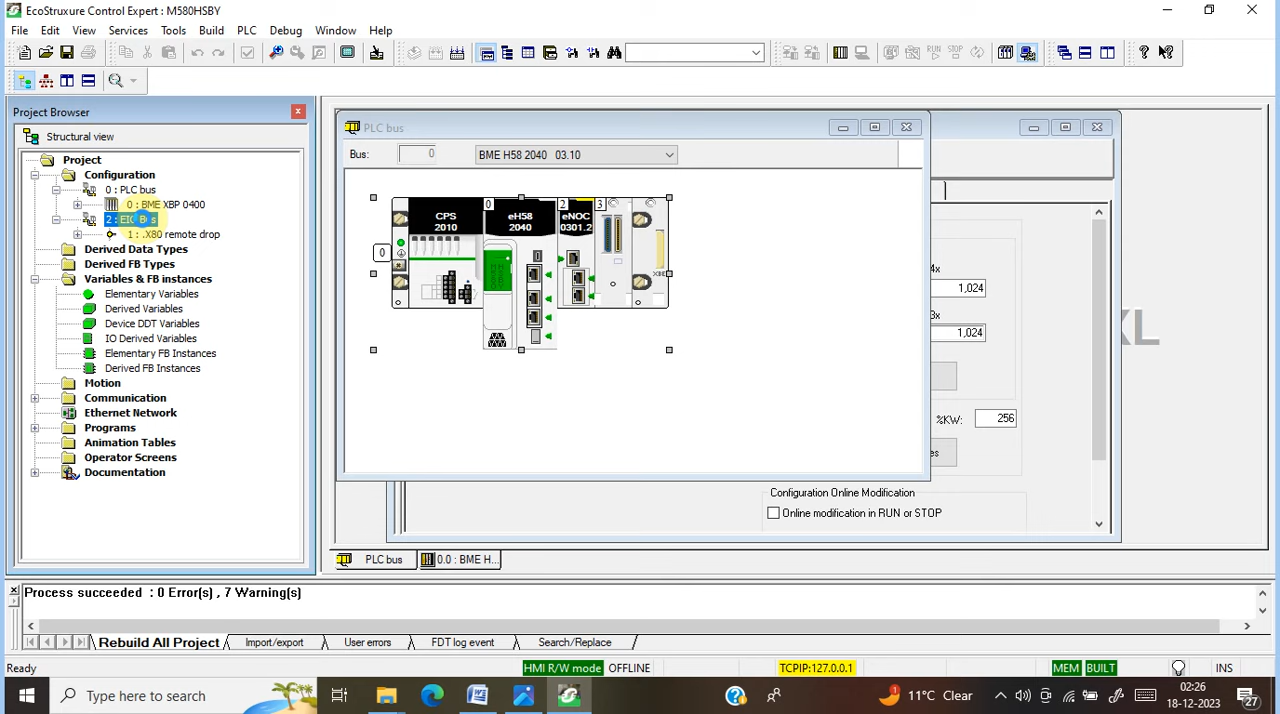 EcoStruxure Control Expert : M580HSBY
File Edit View Services Tools Build PLC Debug Window Help
Project Browser
Structural view
Project
Configuration
0 : PLC bus
0 : BME XBP 0400
2 : EIO Bus
1 : .X80 remote drop
Derived Data Types
Derived FB Types
Variables & FB instances
Elementary Variables
Derived Variables
Device DDT Variables
IO Derived Variables
Elementary FB Instances
Derived FB Instances
Motion
Communication
Ethernet Network
Programs
Animation Tables
Operator Screens
Documentation
PLC bus
Bus: 0 BME H58 2040 03.10
0
CPS
2010
0
eH58
2040
2
eNOC
0301.2
3
4x
1,024
3x
1,024
XL
%KW: 256
es
Configuration Online Modification
Online modification in RUN or STOP
PLC bus 0.0 : BME H...
Process succeeded : 0 Error(s) , 7 Warning(s)
Rebuild All Project Import/export User errors FDT log event Search/Replace
Ready HMI R/W mode OFFLINE TCPIP:127.0.0.1 MEM BUILT INS
Type here to search
11°C Clear
02:26
18-12-2023
27